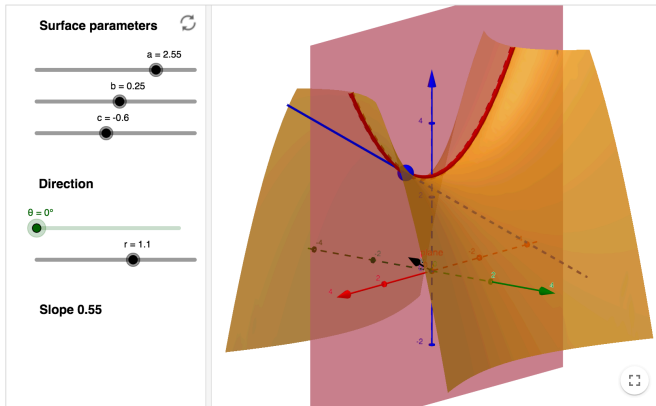 Surface parameters
a = 2.55
b = 0.25
c = -0.6
Direction
θ = 0°
r = 1.1
Slope 0.55
4
-4
2
4
2
4
-2